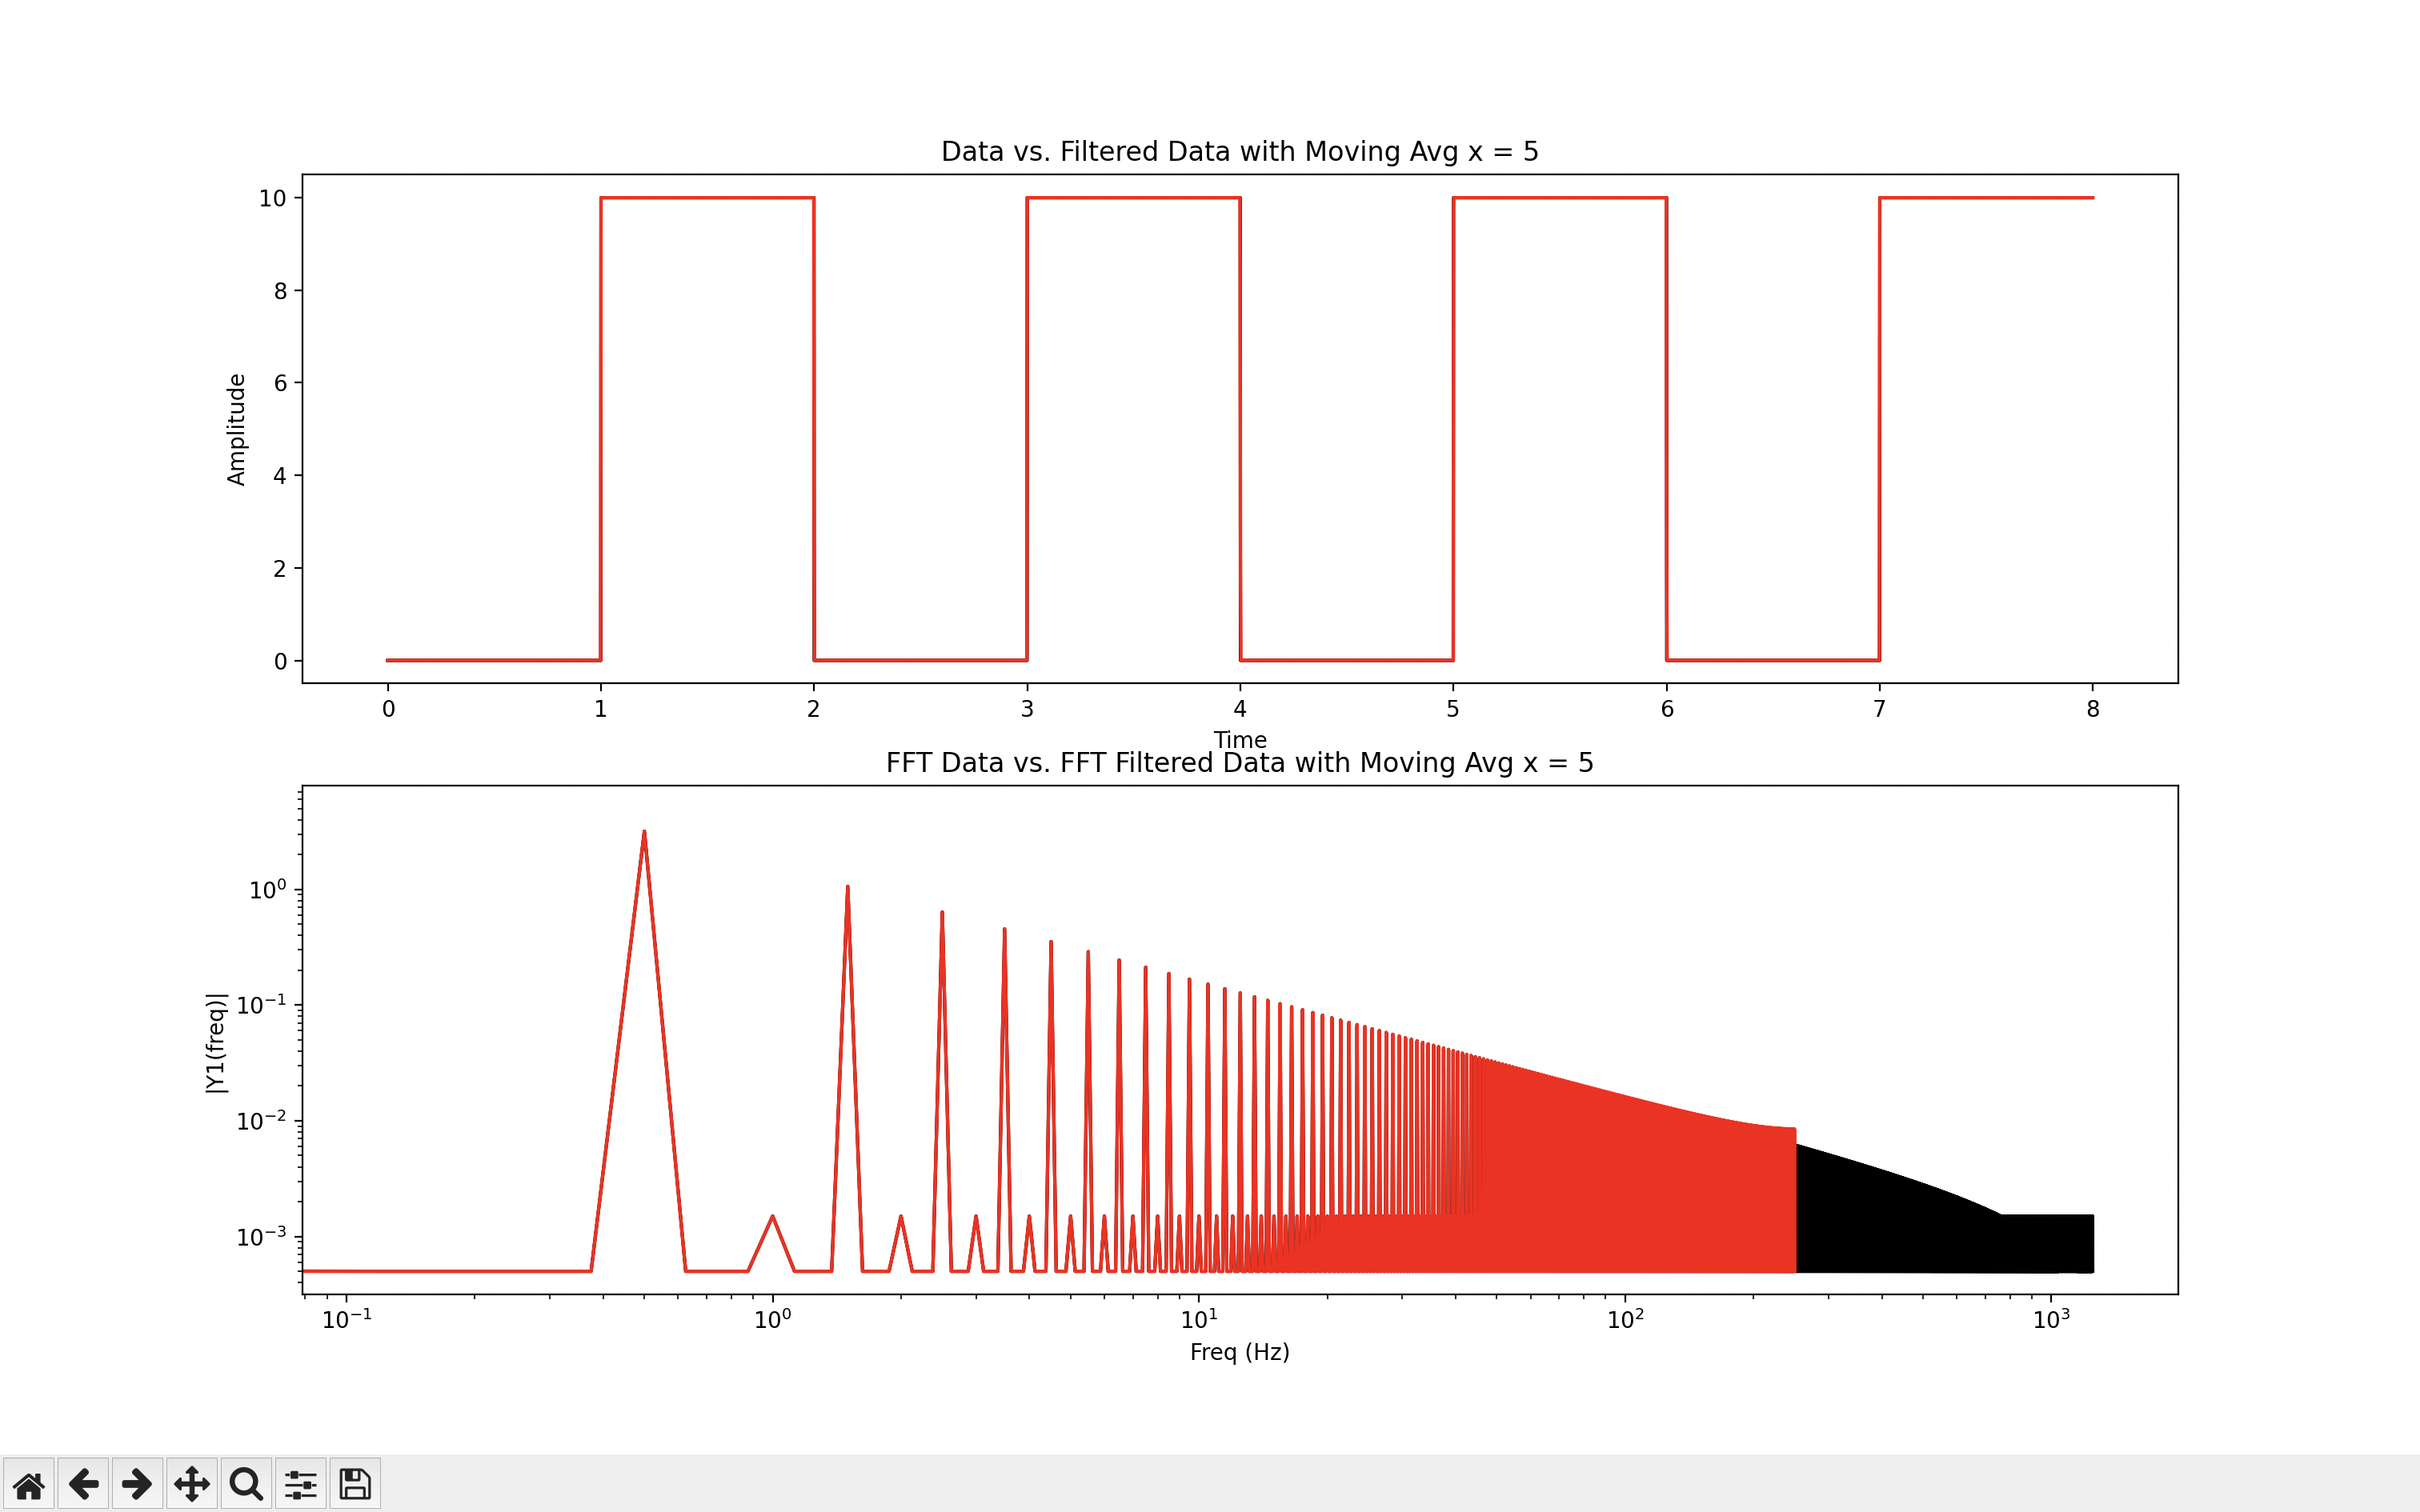 Data vs. Filtered Data with Moving Avg x = 5
10
8
6
4
2
0
Amplitude
0 1 2 3 4 5 6 7 8
Time
FFT Data vs. FFT Filtered Data with Moving Avg x = 5
10⁰
10⁻¹
10⁻²
10⁻³
|Y1(freq)|
10⁻¹ 10⁰ 10¹ 10² 10³
Freq (Hz)